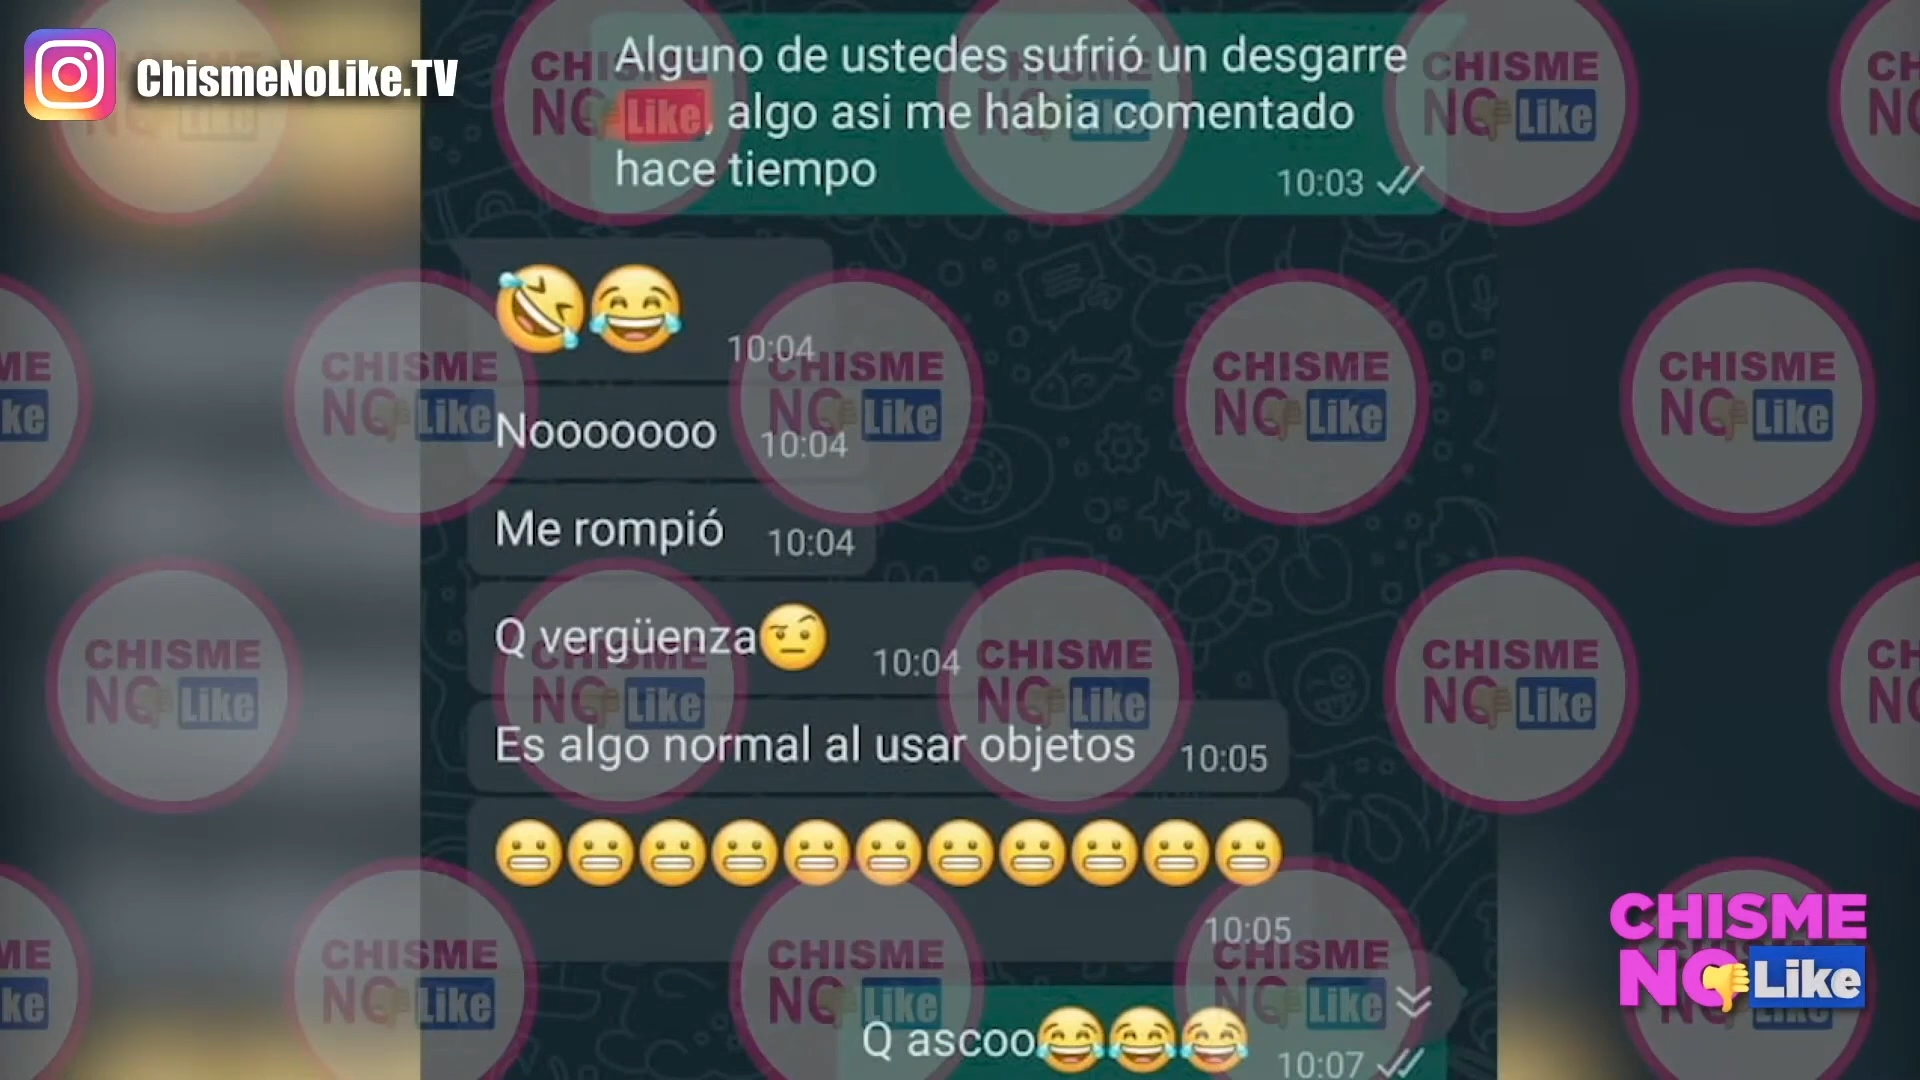 ChismeNoLike.TV
Alguno de ustedes sufrió un desgarre
, algo asi me habia comentado
hace tiempo
10:03
10:04
Nooooooo 10:04
Me rompió 10:04
Q vergüenza 10:04
Es algo normal al usar objetos 10:05
10:05
Q ascoo 10:07
CHISME
NO Like